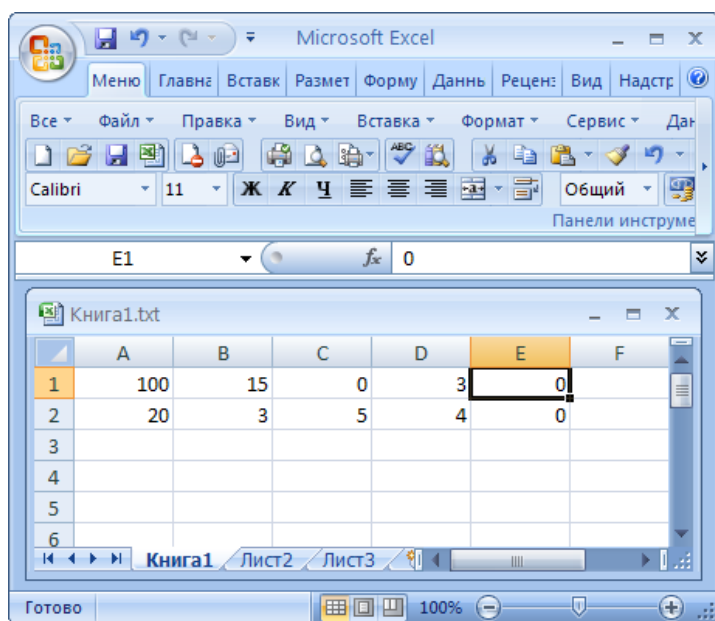 Microsoft Excel
Меню Главна Вставк Размет Форму Даннь Реценз Вид Надстр
Все Файл Правка Вид Вставка Формат Сервис Дан
ABC
Calibri 11 Ж К Ч Общий
Панели инструме
E1 fx 0
Книга1.txt
A B C D E F
1 100 15 0 3 0
2 20 3 5 4 0
3
4
5
6
Книга1 Лист2 Лист3
Готово 100%